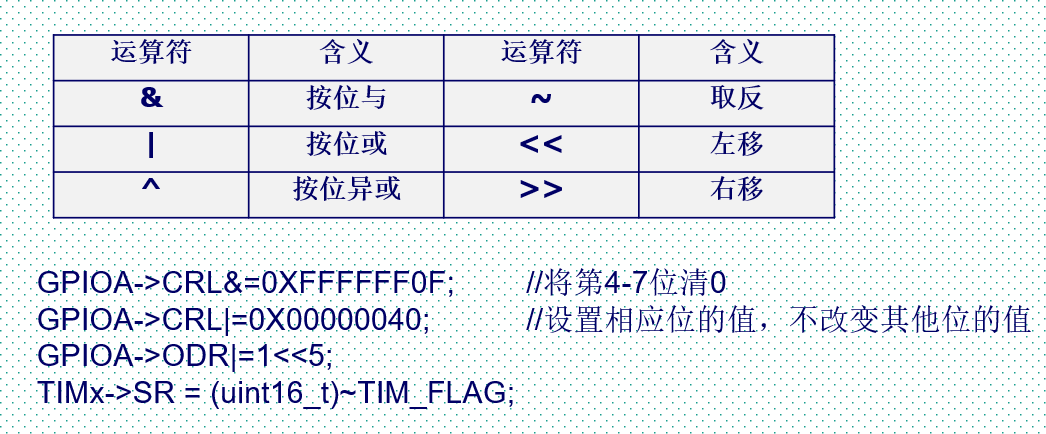 运算符 含义 运算符 含义
& 按位与 ~ 取反
| 按位或 << 左移
^ 按位异或 >> 右移
GPIOA->CRL&=0XFFFFFF0F; //将第4-7位清0
GPIOA->CRL|=0X00000040; //设置相应位的值，不改变其他位的值
GPIOA->ODR|=1<<5;
TIMx->SR = (uint16_t)~TIM_FLAG;